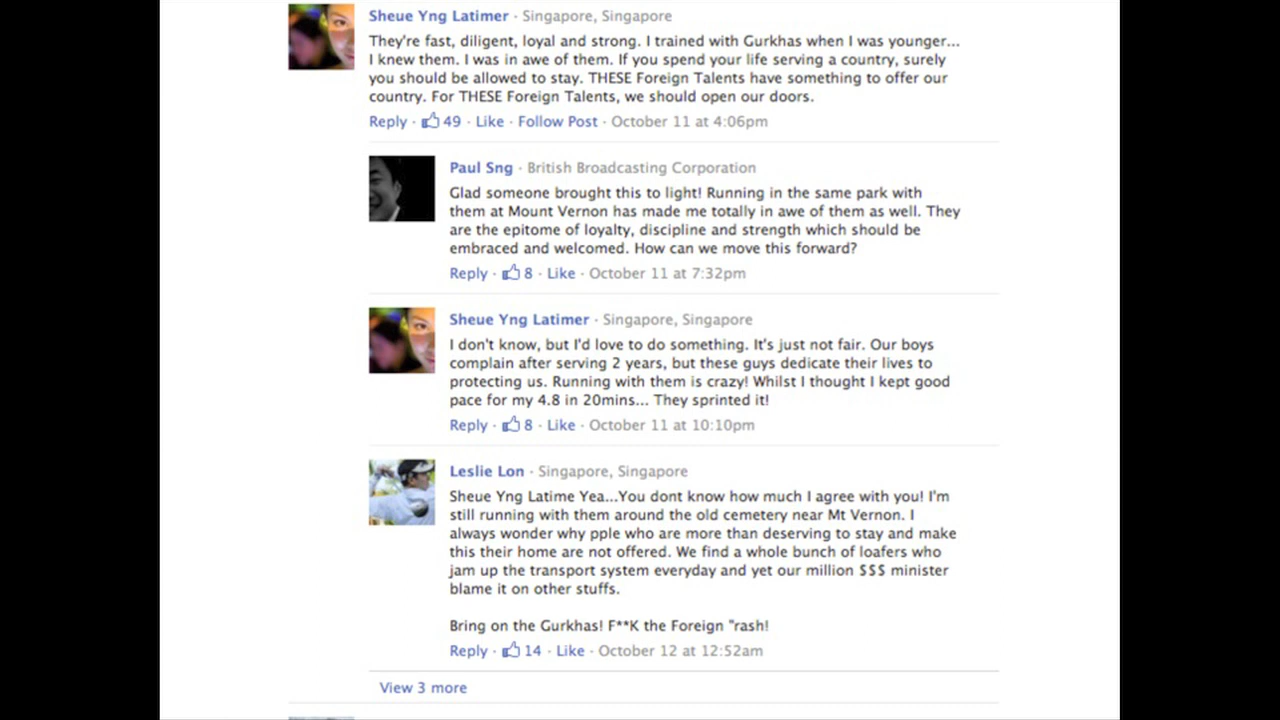 Sheue Yng Latimer · Singapore, Singapore
They're fast, diligent, loyal and strong. I trained with Gurkhas when I was younger...
I knew them. I was in awe of them. If you spend your life serving a country, surely
you should be allowed to stay. THESE Foreign Talents have something to offer our
country. For THESE Foreign Talents, we should open our doors.
Reply · 49 · Like · Follow Post · October 11 at 4:06pm
Paul Sng · British Broadcasting Corporation
Glad someone brought this to light! Running in the same park with
them at Mount Vernon has made me totally in awe of them as well. They
are the epitome of loyalty, discipline and strength which should be
embraced and welcomed. How can we move this forward?
Reply · 8 · Like · October 11 at 7:32pm
Sheue Yng Latimer · Singapore, Singapore
I don't know, but I'd love to do something. It's just not fair. Our boys
complain after serving 2 years, but these guys dedicate their lives to
protecting us. Running with them is crazy! Whilst I thought I kept good
pace for my 4.8 in 20mins... They sprinted it!
Reply · 8 · Like · October 11 at 10:10pm
Leslie Lon · Singapore, Singapore
Sheue Yng Latime Yea...You dont know how much I agree with you! I'm
still running with them around the old cemetery near Mt Vernon. I
always wonder why pple who are more than deserving to stay and make
this their home are not offered. We find a whole bunch of loafers who
jam up the transport system everyday and yet our million $$$ minister
blame it on other stuffs.
Bring on the Gurkhas! F**K the Foreign "rash!
Reply · 14 · Like · October 12 at 12:52am
View 3 more